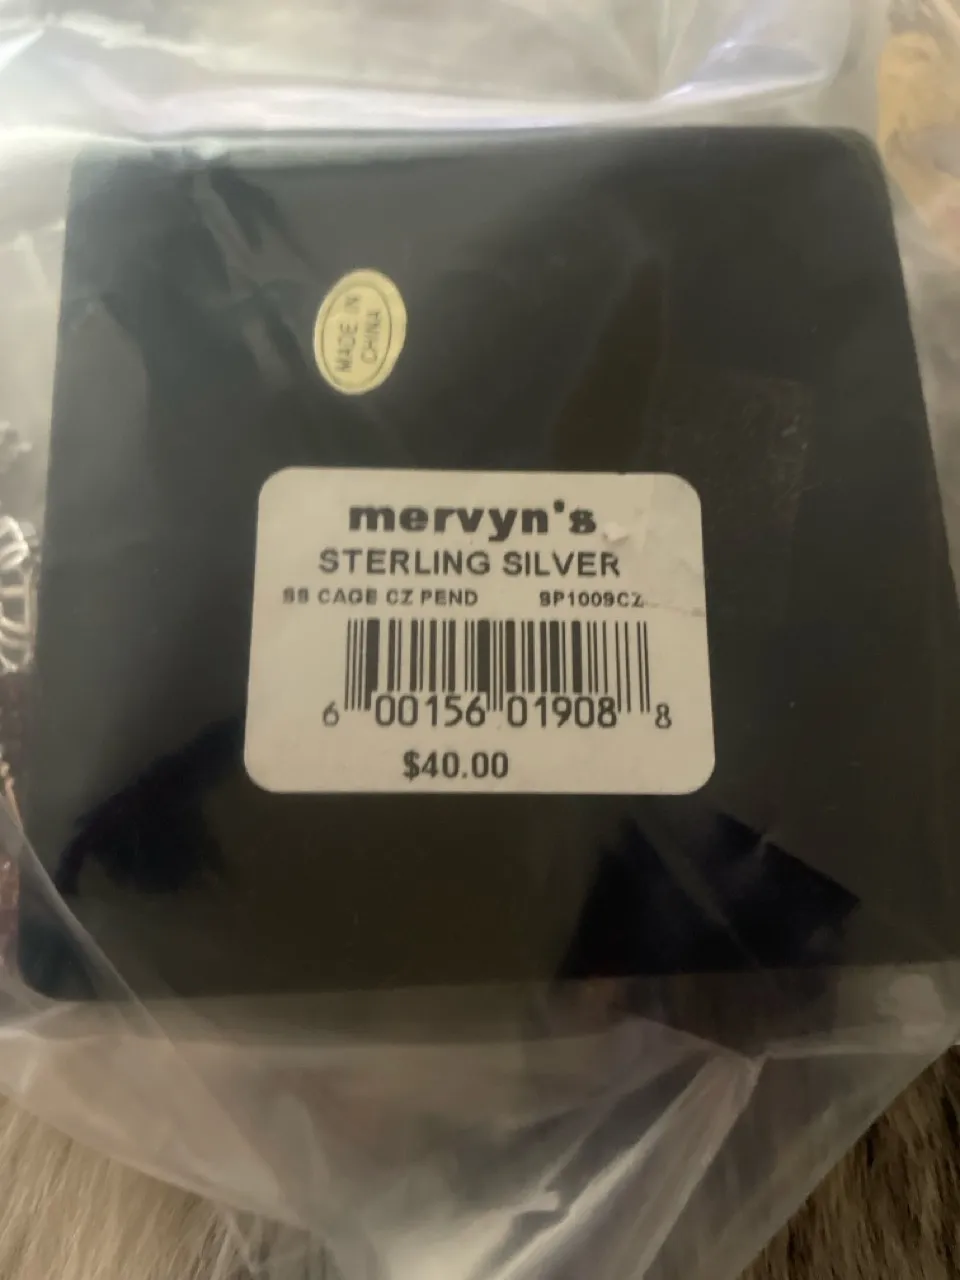 MADE IN
CHINA
mervyn's
STERLING SILVER
SS CAGE CZ PEND SP1009CZ
6 00156 01908 8
$40.00